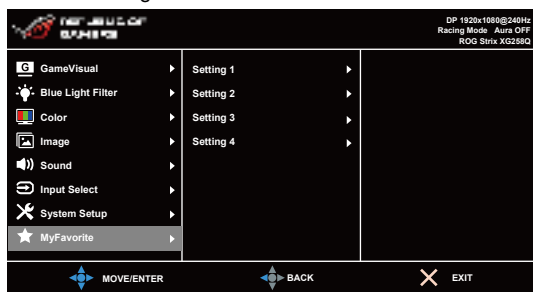 DP 1920x1080@240Hz
Racing Mode Aura OFF
ROG Strix XG258Q
G GameVisual
Blue Light Filter
Color
Image
Sound
Input Select
System Setup
MyFavorite
Setting 1
Setting 2
Setting 3
Setting 4
MOVE/ENTER
BACK
EXIT